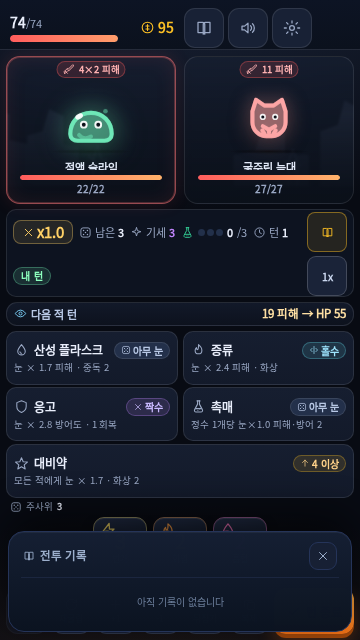 74/74
95
4×2 피해
11 피해
점액 슬라임
굶주린 늑대
22/22
27/27
x1.0
남은 3
기세 3
0 /3
턴 1
내 턴
1x
다음 적 턴
19 피해 → HP 55
산성 플라스크
아무 눈
눈 × 1.7 피해 · 중독 2
증류
홀수
눈 × 2.4 피해 · 화상
응고
짝수
눈 × 2.8 방어도 · 1회복
촉매
아무 눈
정수 1개당 눈×1.0 피해·방어 2
대비약
4 이상
모든 적에게 눈 × 1.7 · 화상 2
주사위 3
전투 기록
아직 기록이 없습니다